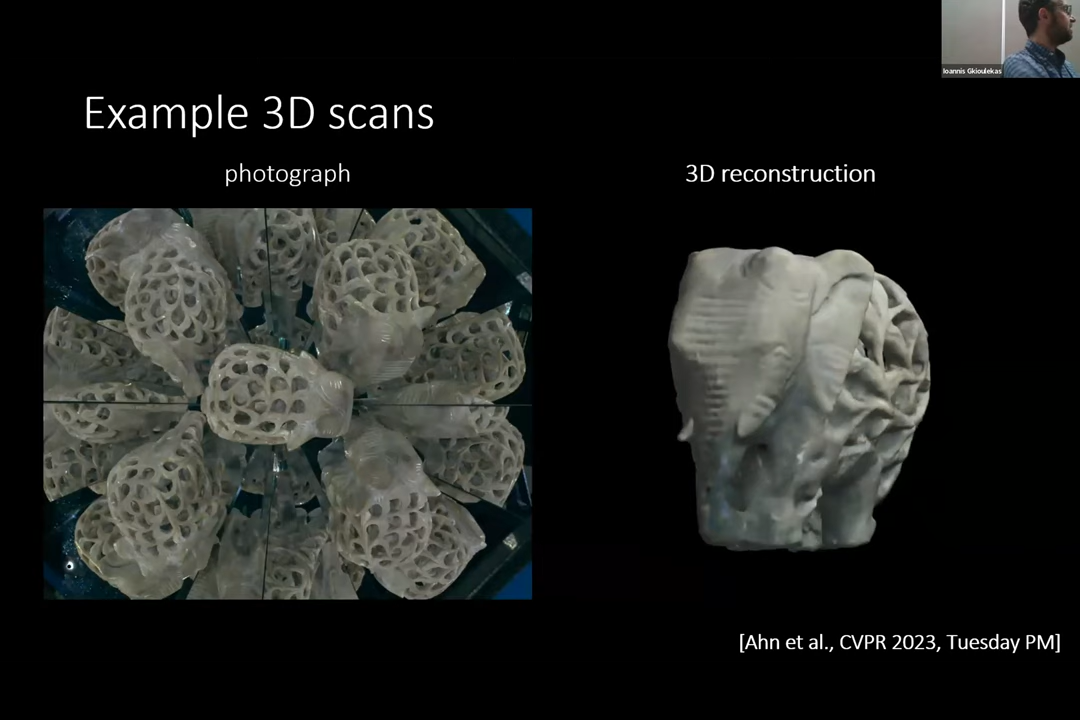 Ioannis Gkioulekas
Example 3D scans
photograph
3D reconstruction
[Ahn et al., CVPR 2023, Tuesday PM]